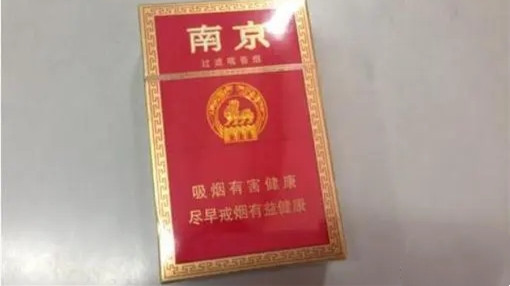 南京
过滤嘴香烟
吸烟有害健康
尽早戒烟有益健康